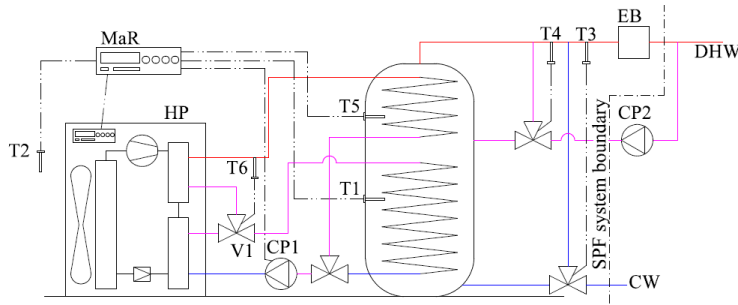 EB
MaR
T4
T3
DHW
HP
T5
CP2
T2
T6
T1
SPF system boundary
V1
CP1
CW